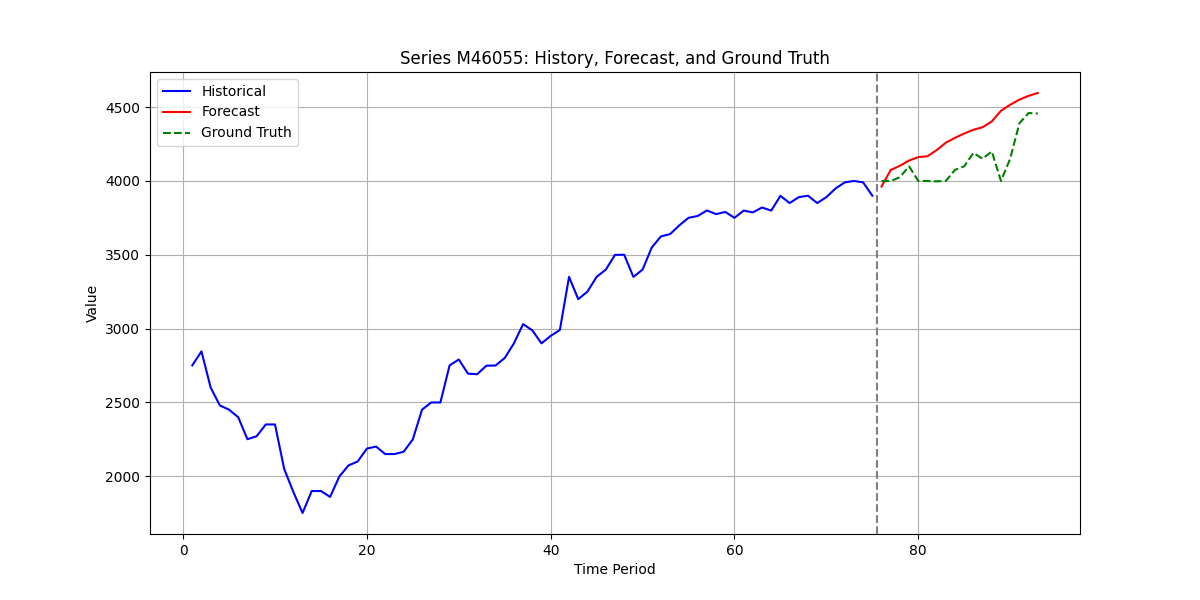 Series M46055: History, Forecast, and Ground Truth
Historical
Forecast
Ground Truth
4500
4000
3500
3000
2500
2000
Value
0 20 40 60 80
Time Period